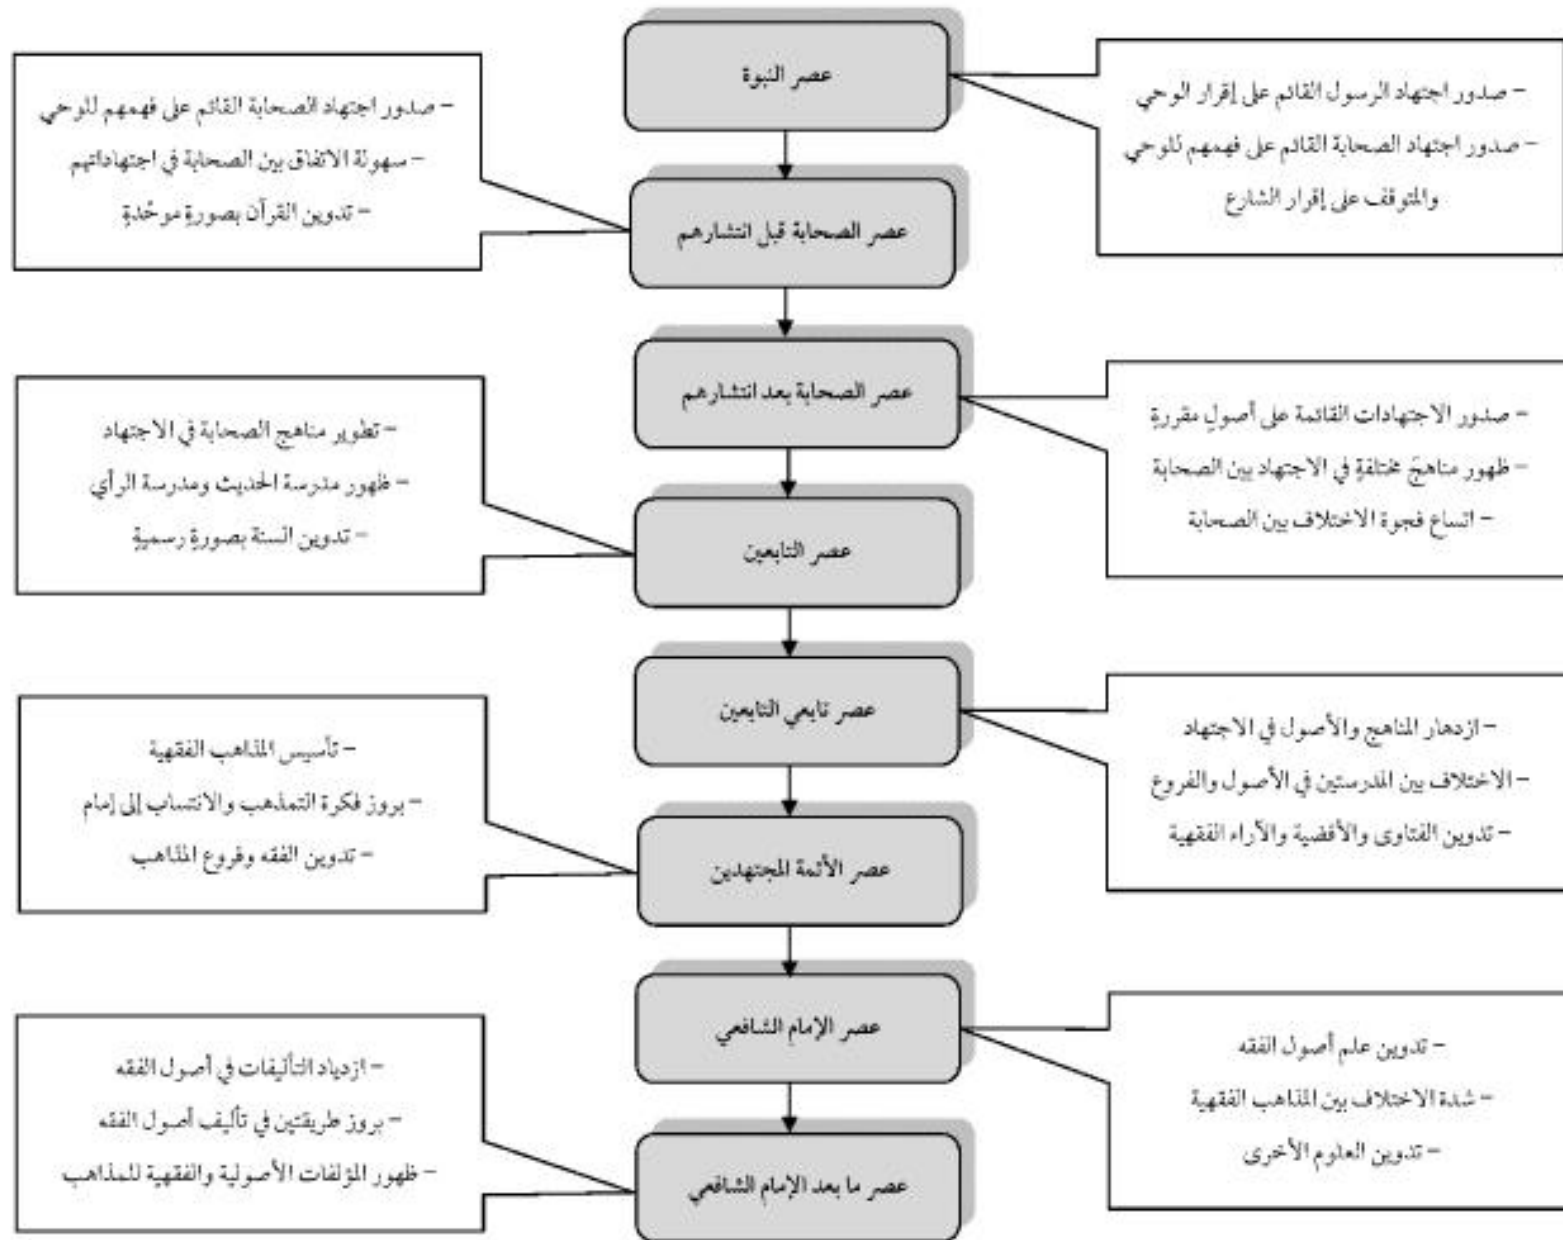 عصر النبوة
– صدور اجتهاد الرسول القائم على إقرار الوحي
– صدور اجتهاد الصحابة القائم على فهمهم للوحي
والمتوقف على إقرار الشارع
عصر الصحابة قبل انتشارهم
– صدور اجتهاد الصحابة القائم على فهمهم للوحي
– سهولة الاتفاق بين الصحابة في اجتهاداتهم
– تدوين القرآن بصورةٍ موحَّدةٍ
عصر الصحابة بعد انتشارهم
– صدور الاجتهادات القائمة على أصولٍ مقررةٍ
– ظهور مناهجَ مختلفةٍ في الاجتهاد بين الصحابة
– اتساع فجوة الاختلاف بين الصحابة
عصر التابعين
– تطوير مناهج الصحابة في الاجتهاد
– ظهور مدرسة الحديث ومدرسة الرأي
– تدوين السنة بصورةٍ رسميةٍ
عصر تابعي التابعين
– ازدهار المناهج والأصول في الاجتهاد
– الاختلاف بين المدرستين في الأصول والفروع
– تدوين الفتاوى والأقضية والآراء الفقهية
عصر الأئمة المجتهدين
– تأسيس المذاهب الفقهية
– بروز فكرة التمذهب والانتساب إلى إمام
– تدوين الفقه وفروع المذاهب
عصر الإمام الشافعي
– تدوين علم أصول الفقه
– شدة الاختلاف بين المذاهب الفقهية
– تدوين العلوم الأخرى
عصر ما بعد الإمام الشافعي
– ازدياد التأليفات في أصول الفقه
– بروز طريقتين في تأليف أصول الفقه
– ظهور المؤلفات الأصولية والفقهية للمذاهب